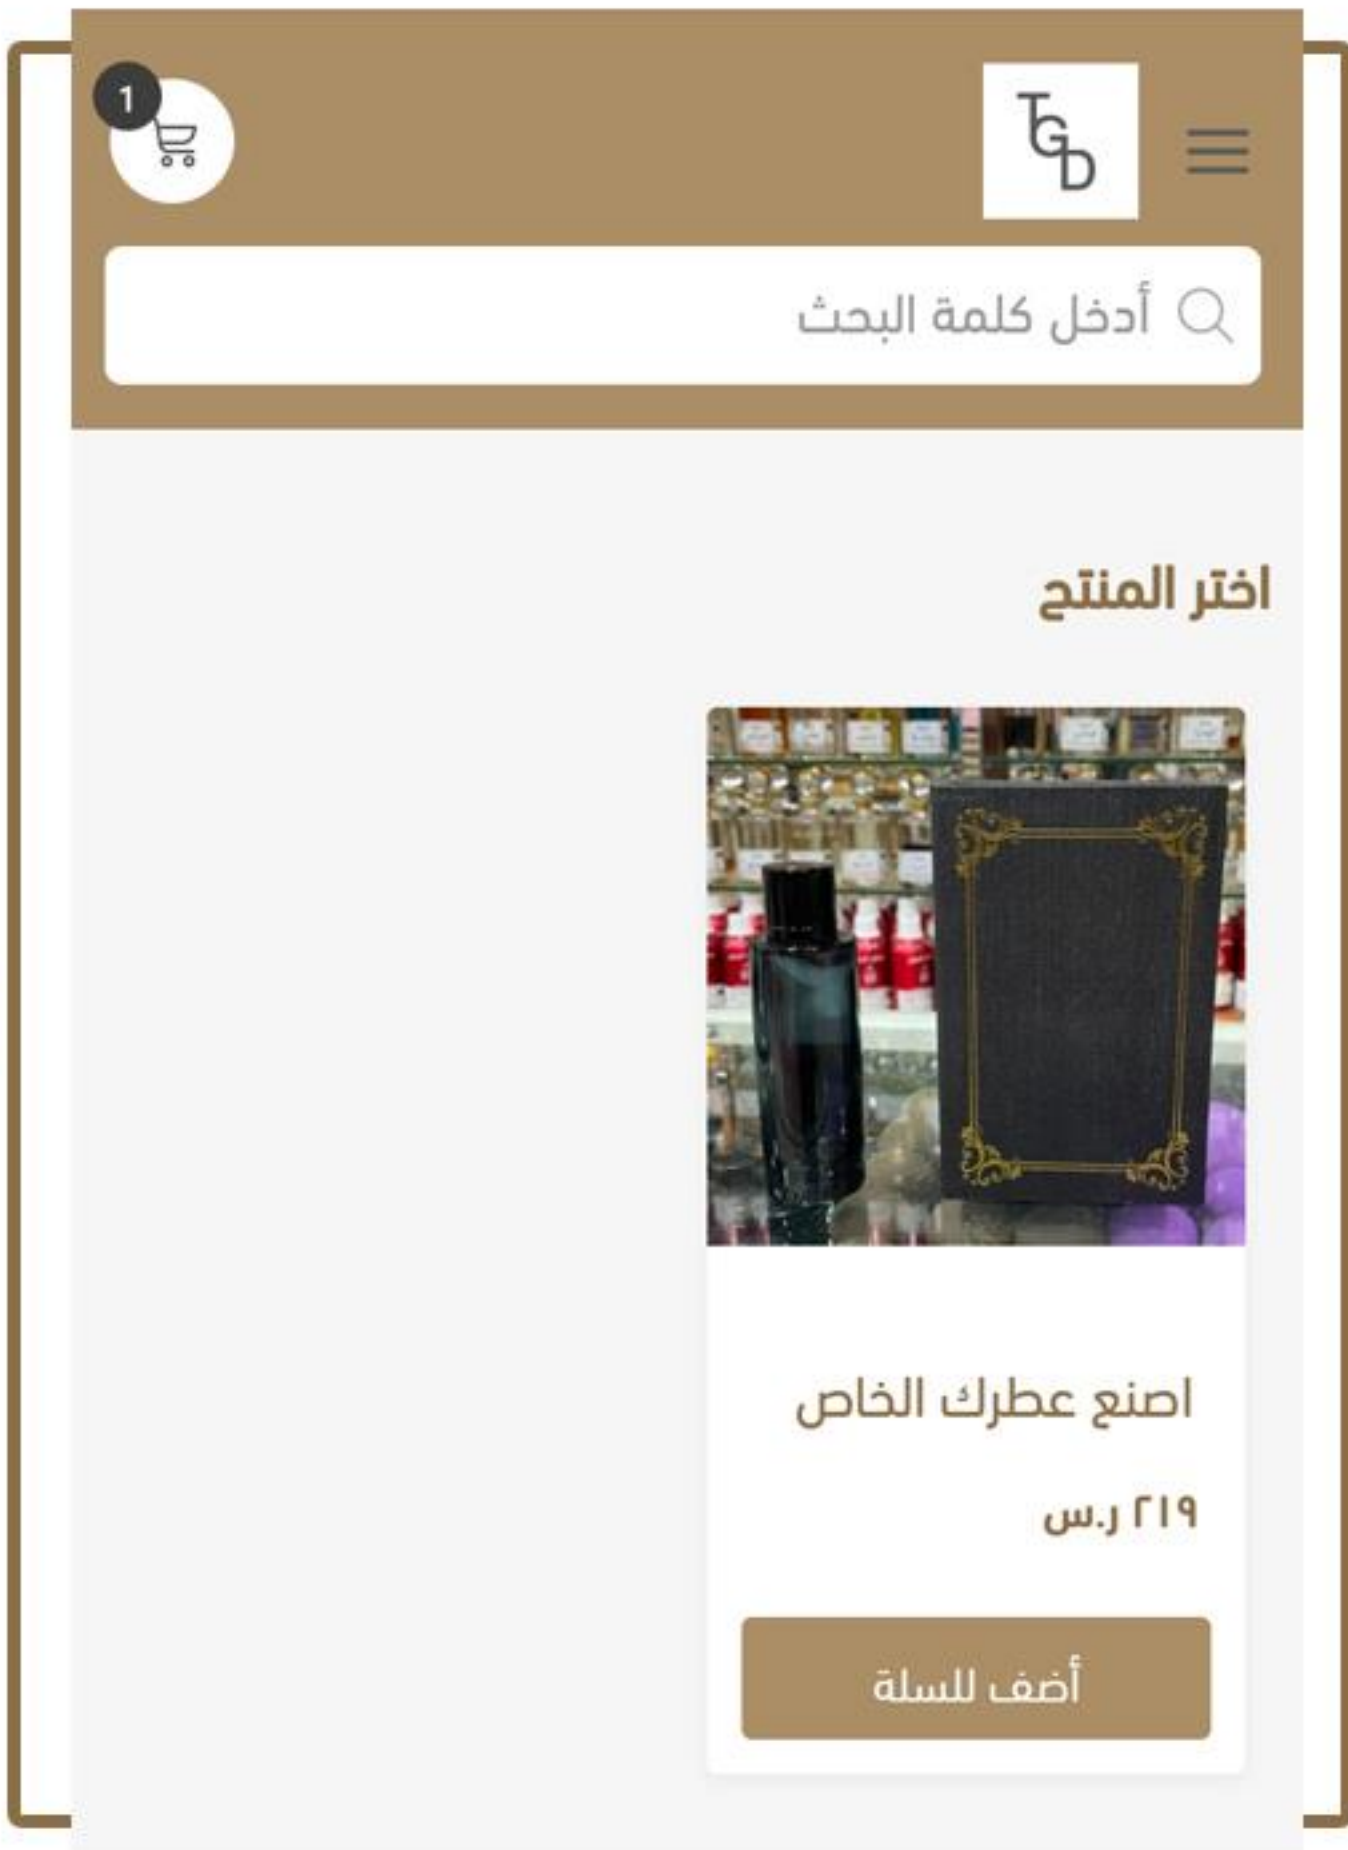 1
TGD
أدخل كلمة البحث
اختر المنتج
اصنع عطرك الخاص
٢١٩ ر.س
أضف للسلة